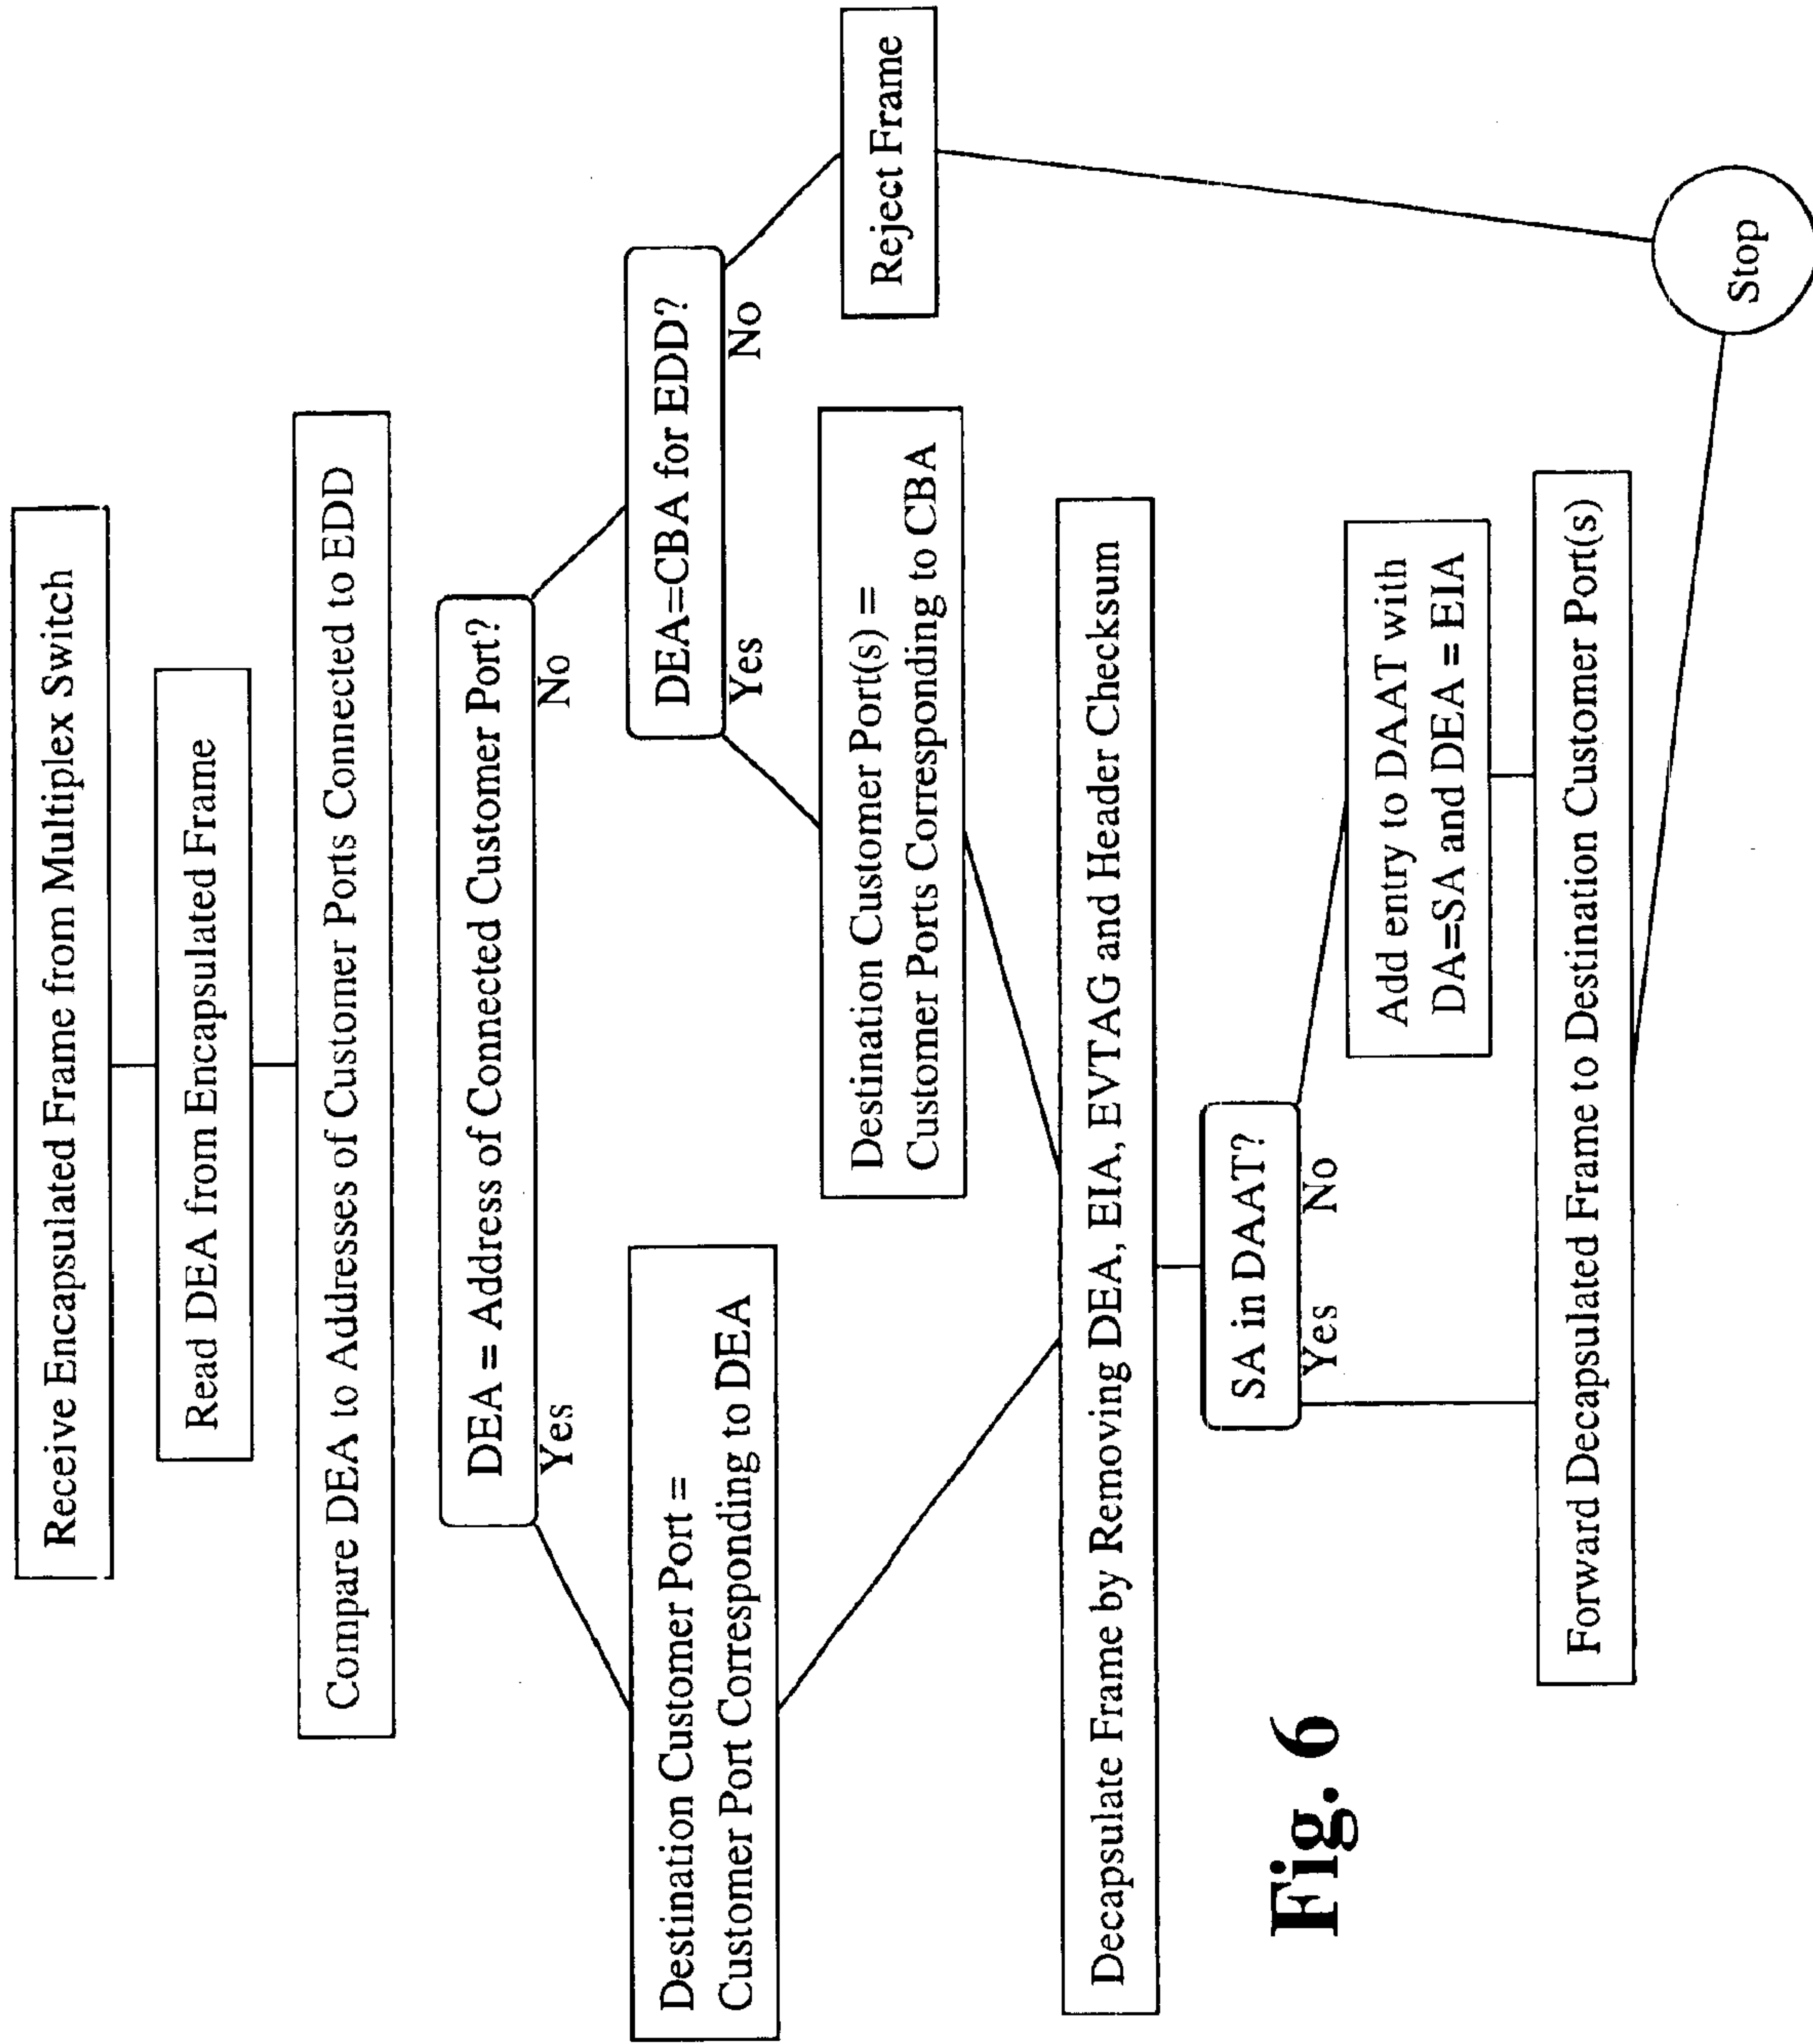 Receive Encapsulated Frame from Multiplex Switch
Read DEA from Encapsulated Frame
Compare DEA to Addresses of Customer Ports Connected to EDD
DEA = Address of Connected Customer Port?
Yes
No
Destination Customer Port =
Customer Port Corresponding to DEA
DEA=CBA for EDD?
Yes
No
Destination Customer Port(s) =
Customer Ports Corresponding to CBA
Reject Frame
Decapsulate Frame by Removing DEA, EIA, EVTAG and Header Checksum
SA in DAAT?
Yes
No
Add entry to DAAT with
DA=SA and DEA = EIA
Forward Decapsulated Frame to Destination Customer Port(s)
Stop
Fig. 6